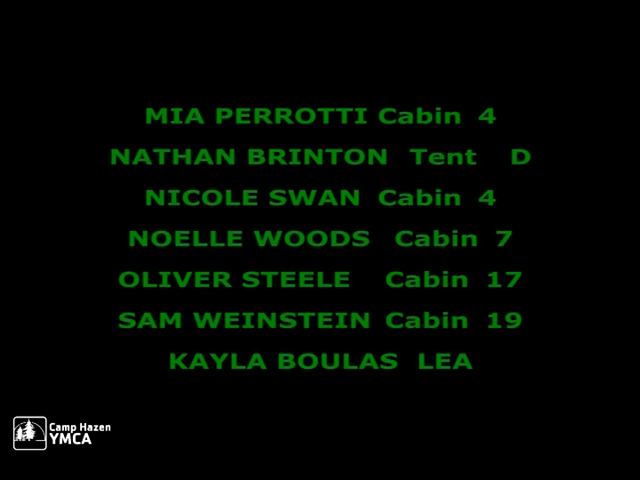 MIA PERROTTI Cabin 4
NATHAN BRINTON Tent D
NICOLE SWAN Cabin 4
NOELLE WOODS Cabin 7
OLIVER STEELE Cabin 17
SAM WEINSTEIN Cabin 19
KAYLA BOULAS LEA
Camp Hazen
YMCA